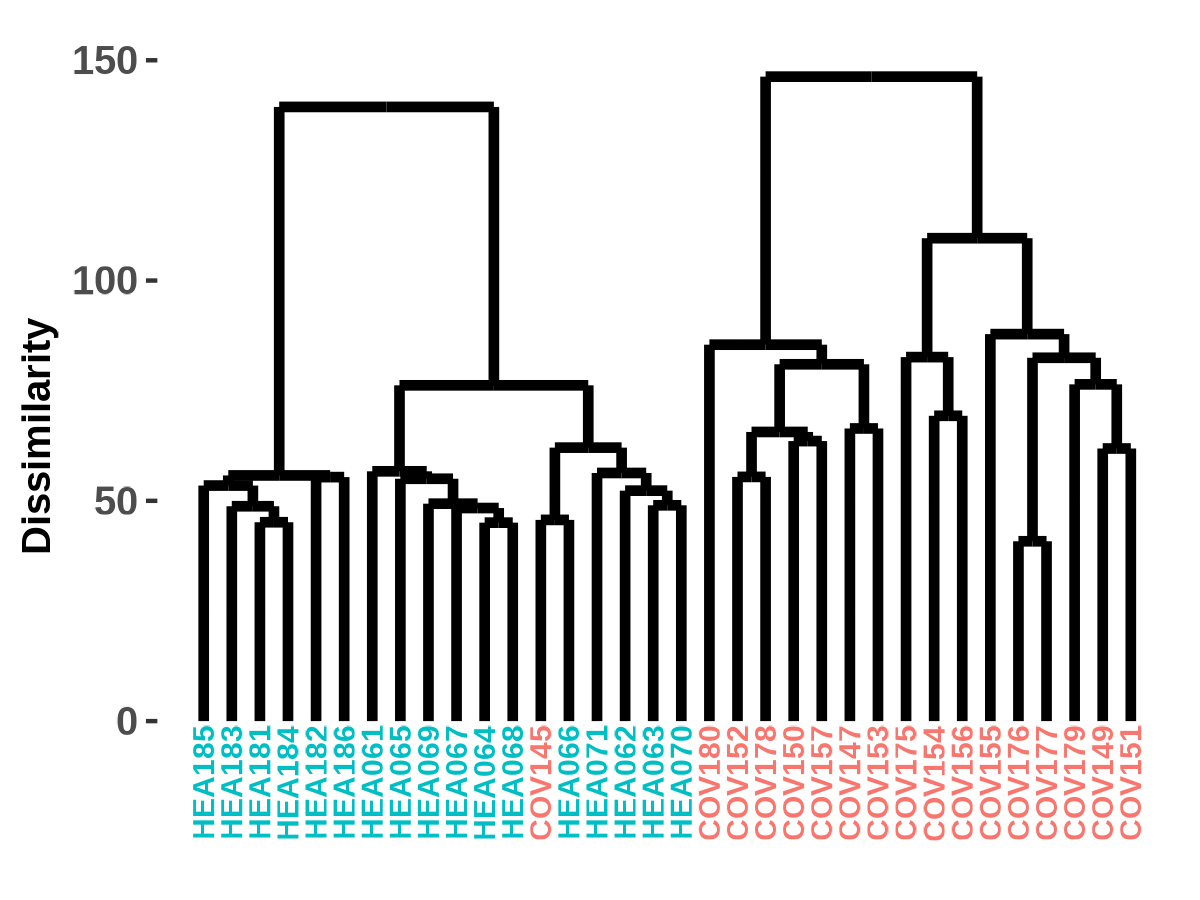 150
100
50
0
Dissimilarity
HEA185
HEA183
HEA181
HEA184
HEA182
HEA186
HEA061
HEA065
HEA069
HEA067
HEA064
HEA068
COV145
HEA066
HEA071
HEA062
HEA063
HEA070
COV180
COV152
COV178
COV150
COV157
COV147
COV153
COV175
COV154
COV156
COV155
COV176
COV177
COV179
COV149
COV151